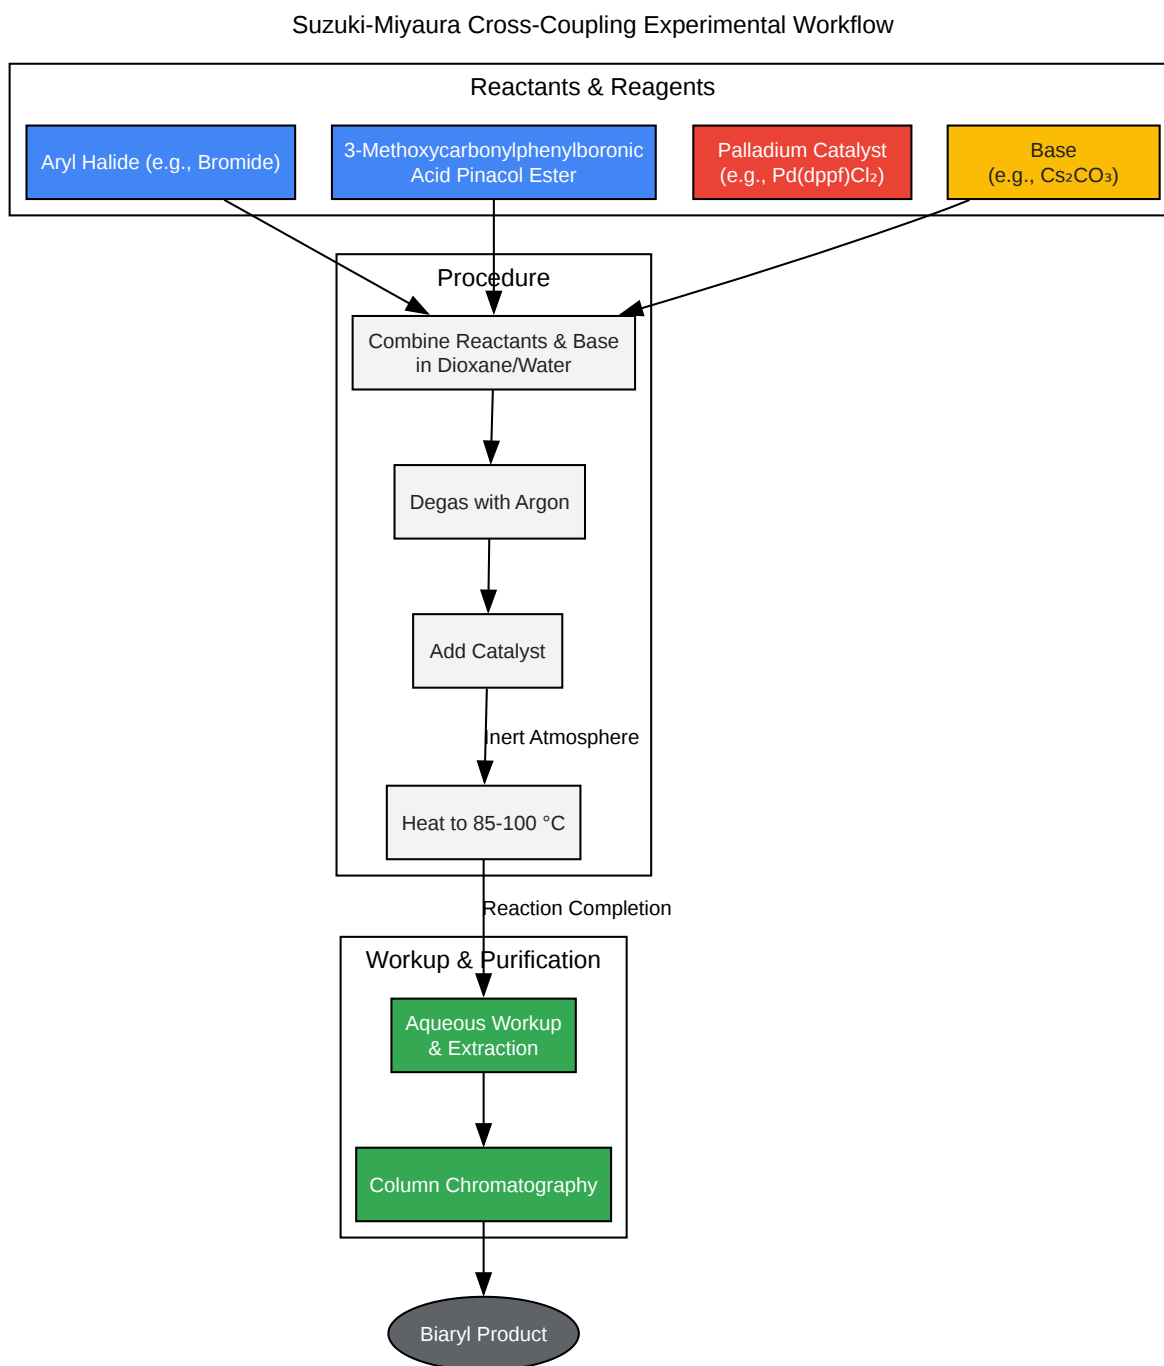 Suzuki-Miyaura Cross-Coupling Experimental Workflow
Reactants & Reagents
Aryl Halide (e.g., Bromide)
3-Methoxycarbonylphenylboronic
Acid Pinacol Ester
Palladium Catalyst
(e.g., Pd(dppf)Cl₂)
Base
(e.g., Cs₂CO₃)
Procedure
Combine Reactants & Base
in Dioxane/Water
Degas with Argon
Add Catalyst
Inert Atmosphere
Heat to 85-100 °C
Reaction Completion
Workup & Purification
Aqueous Workup
& Extraction
Column Chromatography
Biaryl Product